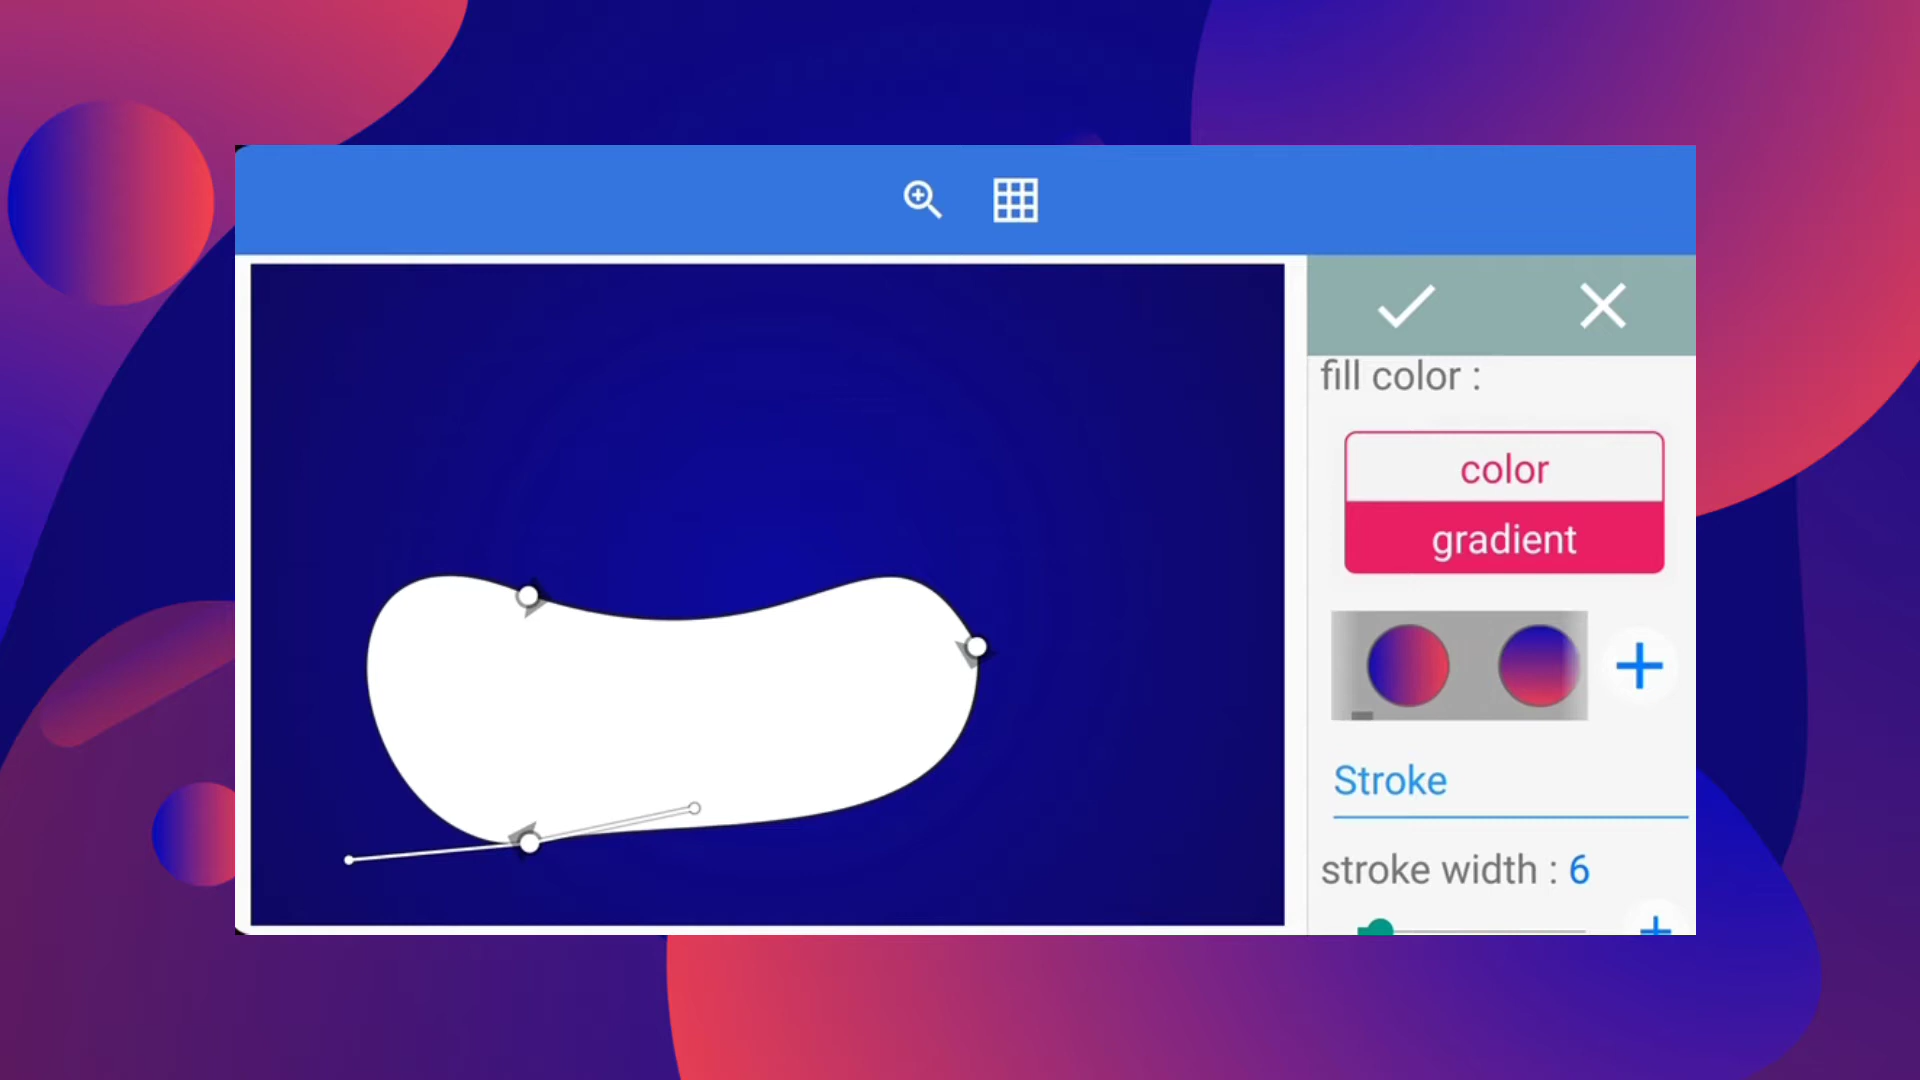 fill color :
color
gradient
Stroke
stroke width : 6